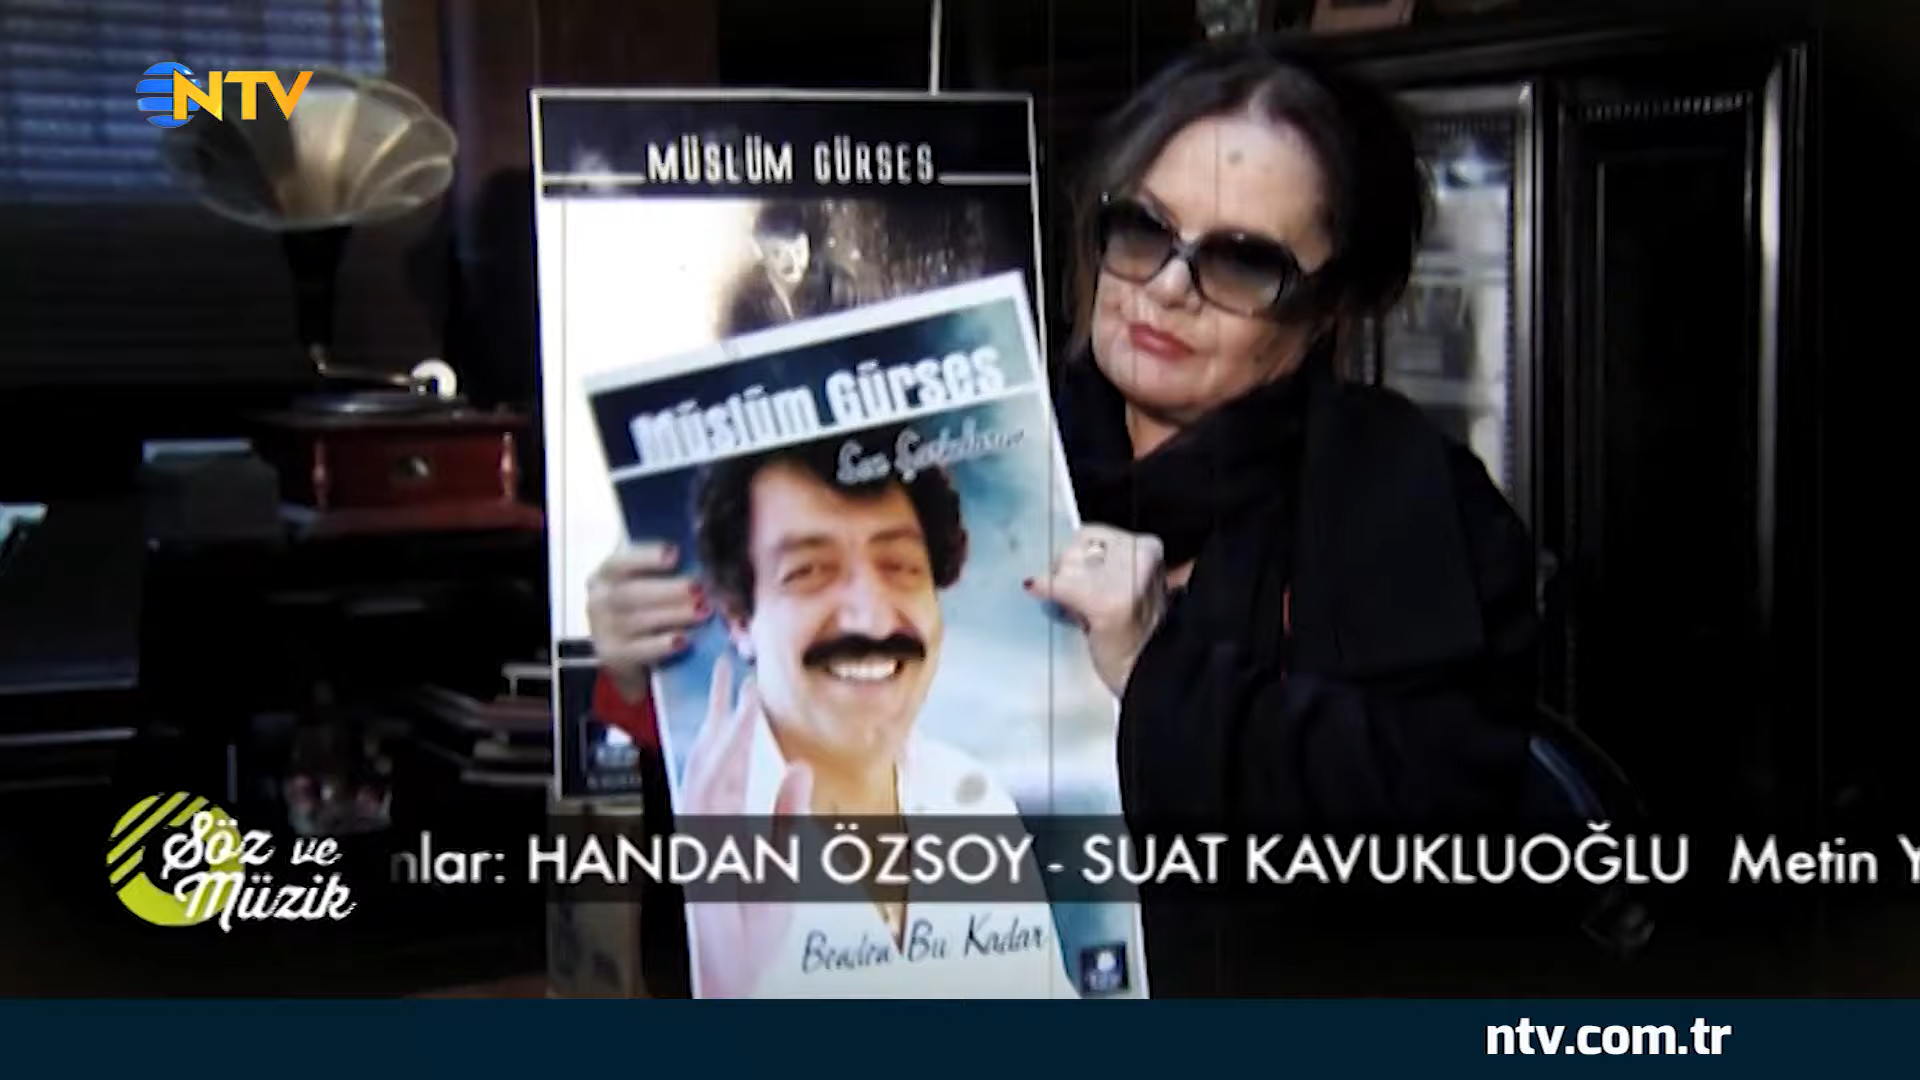 NTV
MÜSLÜM GÜRSES
Müslüm Gürses
Benden Bu Kadar
Söz ve
Müzik
nlar: HANDAN ÖZSOY - SUAT KAVUKLUOĞLU Metin Y
ntv.com.tr